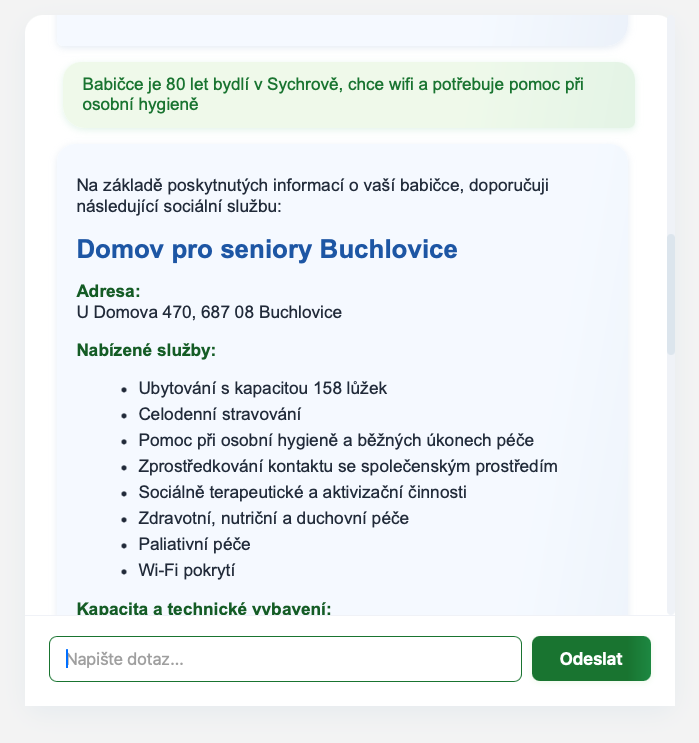 Babičce je 80 let bydlí v Sychrově, chce wifi a potřebuje pomoc při
osobní hygieně
Na základě poskytnutých informací o vaší babičce, doporučuji
následující sociální službu:
Domov pro seniory Buchlovice
Adresa:
U Domova 470, 687 08 Buchlovice
Nabízené služby:
• Ubytování s kapacitou 158 lůžek
• Celodenní stravování
• Pomoc při osobní hygieně a běžných úkonech péče
• Zprostředkování kontaktu se společenským prostředím
• Sociálně terapeutické a aktivizační činnosti
• Zdravotní, nutriční a duchovní péče
• Paliativní péče
• Wi-Fi pokrytí
Kapacita a technické vybavení:
Napište dotaz...
Odeslat